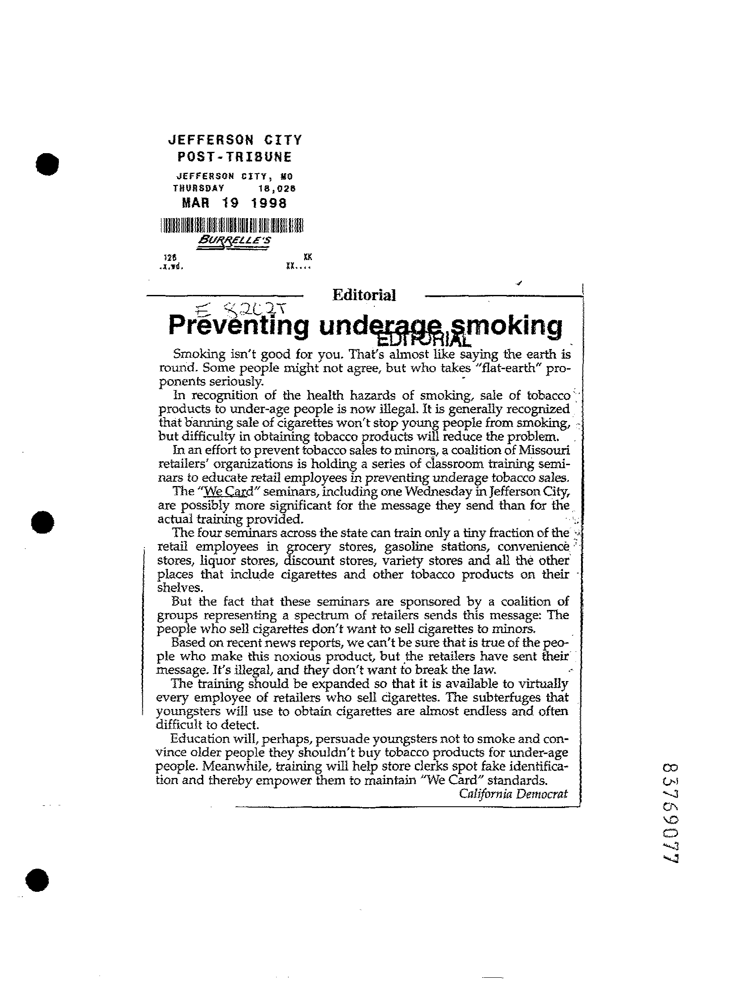 JEFFERSON CITY
POST-TRIBUNE
JEFFERSON CITY, MO
THURSDAY 18,026
MAR 19 1998
BURRELLE'S
126 XK
.x.wd. XX....
Editorial
Preventing underage smoking
EDITORIAL
Smoking isn't good for you. That's almost like saying the earth is
round. Some people might not agree, but who takes "flat-earth" pro-
ponents seriously.
In recognition of the health hazards of smoking, sale of tobacco
products to under-age people is now illegal. It is generally recognized
that banning sale of cigarettes won't stop young people from smoking,
but difficulty in obtaining tobacco products will reduce the problem.
In an effort to prevent tobacco sales to minors, a coalition of Missouri
retailers' organizations is holding a series of classroom training semi-
nars to educate retail employees in preventing underage tobacco sales.
The "We Card" seminars, including one Wednesday in Jefferson City,
are possibly more significant for the message they send than for the
actual training provided.
The four seminars across the state can train only a tiny fraction of the
retail employees in grocery stores, gasoline stations, convenience
stores, liquor stores, discount stores, variety stores and all the other
places that include cigarettes and other tobacco products on their
shelves.
But the fact that these seminars are sponsored by a coalition of
groups representing a spectrum of retailers sends this message: The
people who sell cigarettes don't want to sell cigarettes to minors.
Based on recent news reports, we can't be sure that is true of the peo-
ple who make this noxious product, but the retailers have sent their
message. It's illegal, and they don't want to break the law.
The training should be expanded so that it is available to virtually
every employee of retailers who sell cigarettes. The subterfuges that
youngsters will use to obtain cigarettes are almost endless and often
difficult to detect.
Education will, perhaps, persuade youngsters not to smoke and con-
vince older people they shouldn't buy tobacco products for under-age
people. Meanwhile, training will help store clerks spot fake identifica-
tion and thereby empower them to maintain "We Card" standards.
California Democrat
83769077